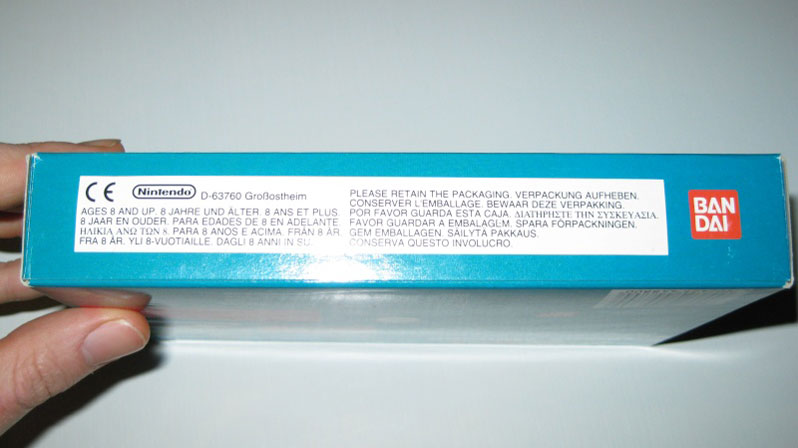 CE Nintendo D-63760 Großostheim
AGES 8 AND UP. 8 JAHRE UND ÄLTER. 8 ANS ET PLUS.
8 JAAR EN OUDER. PARA EDADES DE 8 EN ADELANTE.
ΗΛΙΚΙΑ ΑΝΩ ΤΩΝ 8. PARA 8 ANOS E ACIMA. FRÅN 8 ÅR
FRA 8 ÅR. YLI 8-VUOTIAILLE. DAGLI 8 ANNI IN SU.
PLEASE RETAIN THE PACKAGING. VERPACKUNG AUFHEBEN.
CONSERVER L'EMBALLAGE. BEWAAR DEZE VERPAKKING.
POR FAVOR GUARDA ESTA CAJA. ΔΙΑΤΗΡΗΣΤΕ ΤΗΝ ΣΥΣΚΕΥΑΣΙΑ.
FAVOR GUARDAR A EMBALAGEM. SPARA FÖRPACKNINGEN.
GEM EMBALLAGEN. SÄILYTÄ PAKKAUS.
CONSERVA QUESTO INVOLUCRO.
BAN
DAI